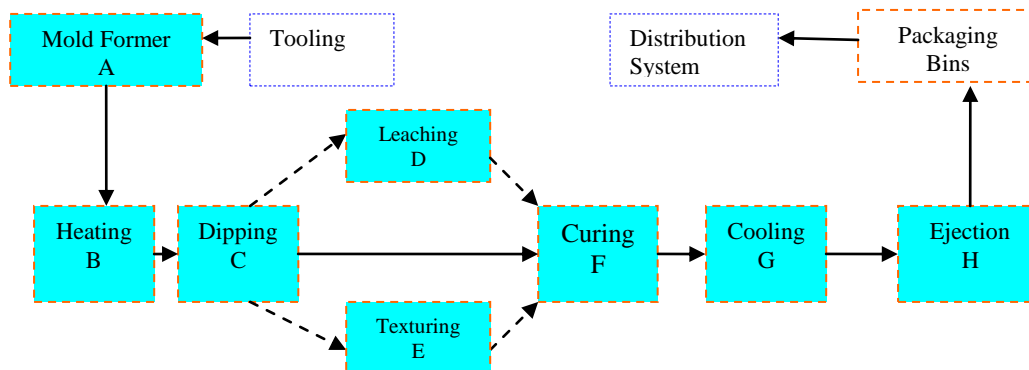 Mold Former
A
Tooling
Distribution
System
Packaging
Bins
Leaching
D
Heating
B
Dipping
C
Curing
F
Cooling
G
Ejection
H
Texturing
E